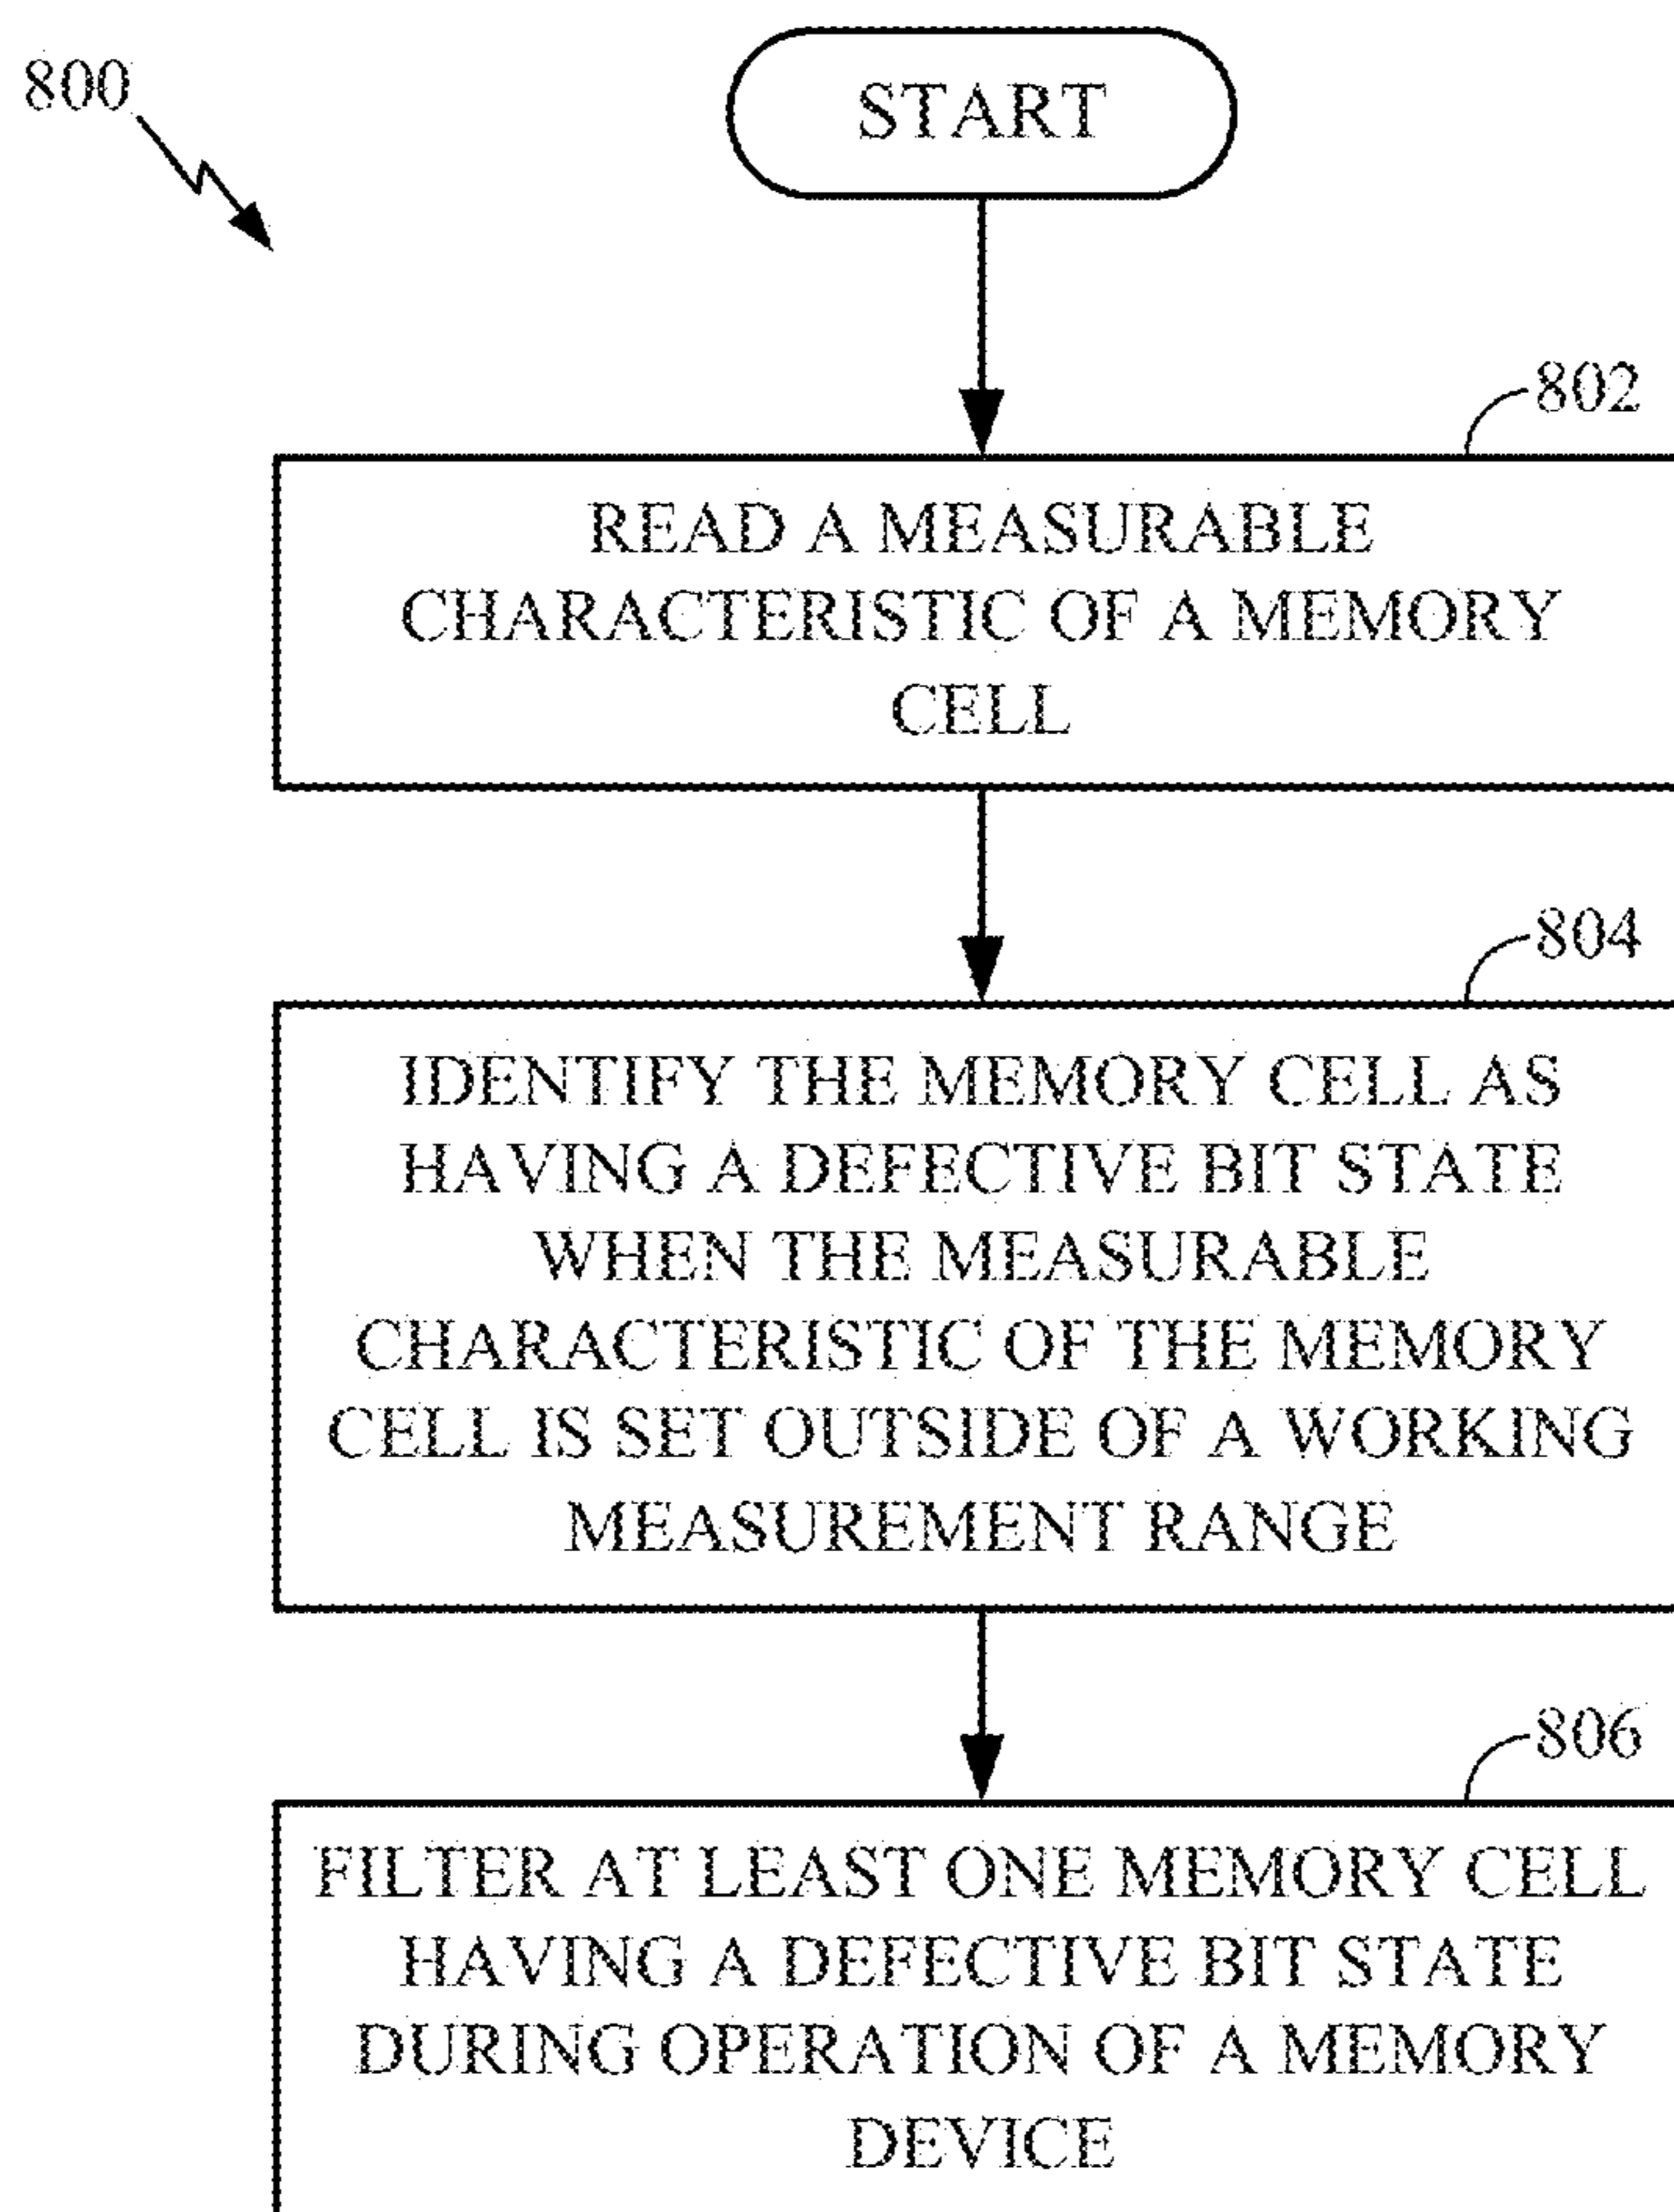 800
START
802
READ A MEASURABLE
CHARACTERISTIC OF A MEMORY
CELL
804
IDENTIFY THE MEMORY CELL AS
HAVING A DEFECTIVE BIT STATE
WHEN THE MEASURABLE
CHARACTERISTIC OF THE MEMORY
CELL IS SET OUTSIDE OF A WORKING
MEASUREMENT RANGE
806
FILTER AT LEAST ONE MEMORY CELL
HAVING A DEFECTIVE BIT STATE
DURING OPERATION OF A MEMORY
DEVICE